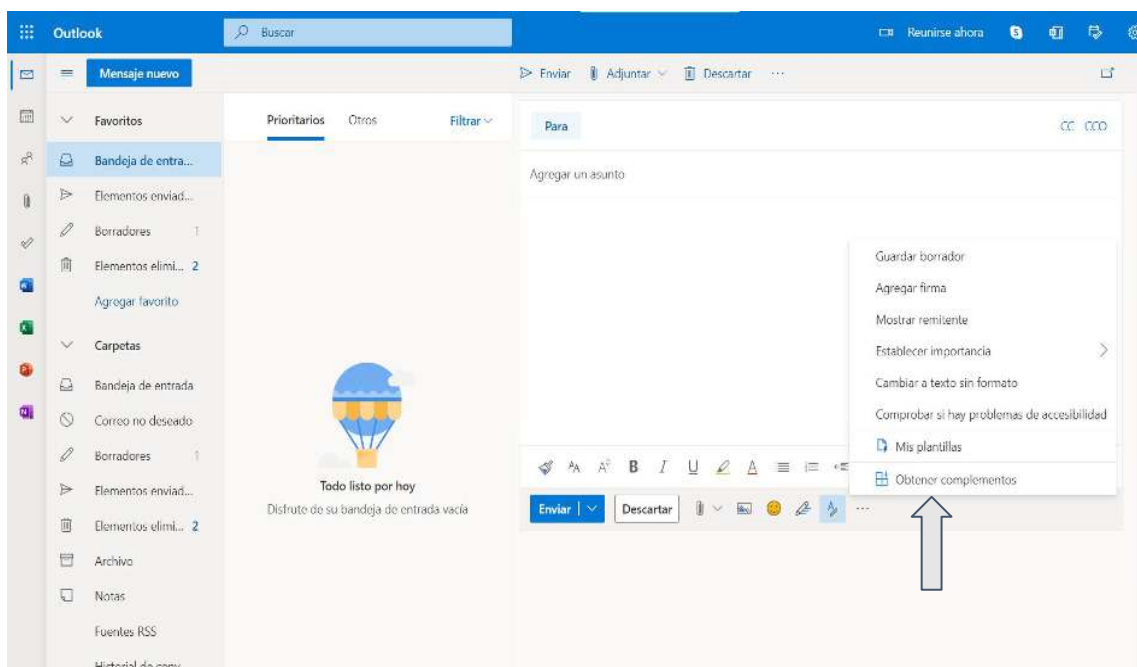 Outlook
Buscar
Reunirse ahora
Mensaje nuevo
Enviar
Adjuntar
Descartar
...
Favoritos
Bandeja de entra...
Elementos enviad...
Borradores 1
Elementos elimi... 2
Agregar favorito
Carpetas
Bandeja de entrada
Correo no deseado
Borradores 1
Elementos enviad...
Elementos elimi... 2
Archivo
Notas
Fuentes RSS
Prioritarios Otros Filtrar
Todo listo por hoy
Disfrute de su bandeja de entrada vacía
Para CC CCO
Agregar un asunto
Guardar borrador
Agregar firma
Mostrar remitente
Establecer importancia
Cambiar a texto sin formato
Comprobar si hay problemas de accesibilidad
Mis plantillas
Obtener complementos
Enviar Descartar ...